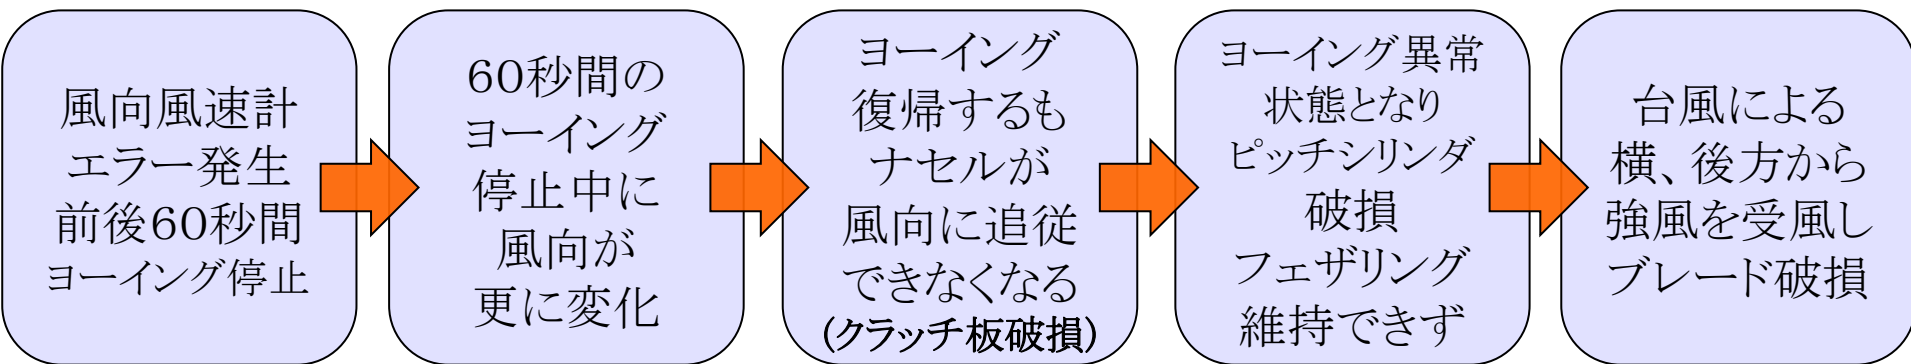 風向風速計
エラー発生
前後60秒間
ヨーイング停止
60秒間の
ヨーイング
停止中に
風向が
更に変化
ヨーイング
復帰するも
ナセルが
風向に追従
できなくなる
(クラッチ板破損)
ヨーイング異常
状態となり
ピッチシリンダ
破損
フェザリング
維持できず
台風による
横、後方から
強風を受風し
ブレード破損